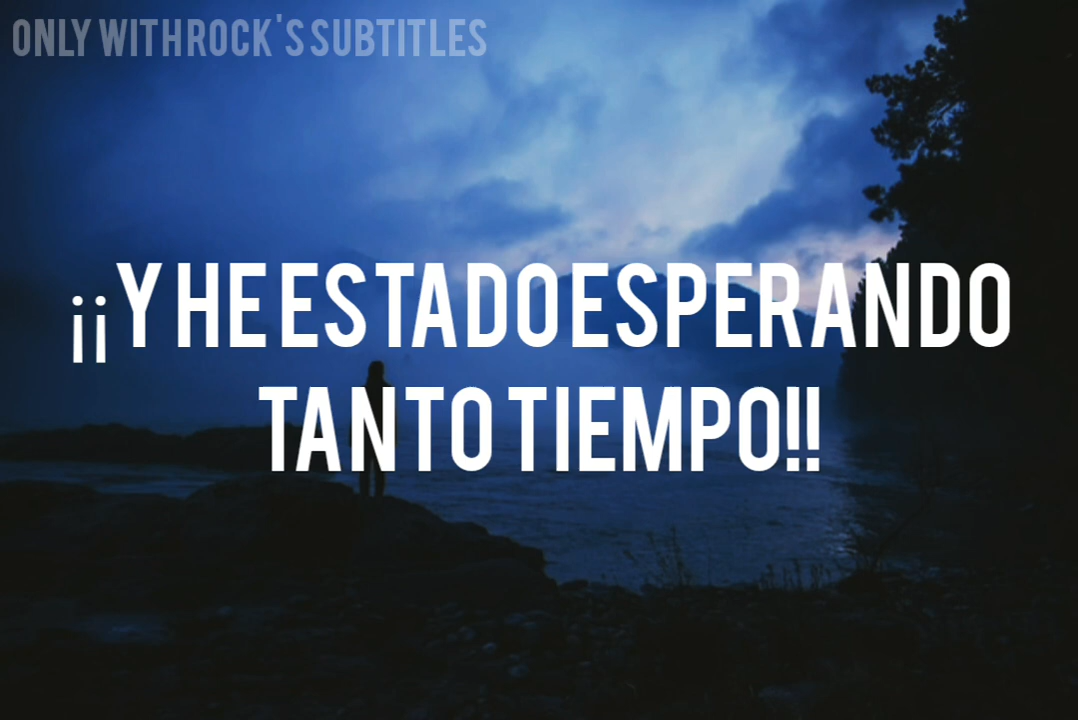 ONLY WITHROCK'S SUBTITLES
¡¡Y HE ESTADO ESPERANDO
TANTO TIEMPO!!